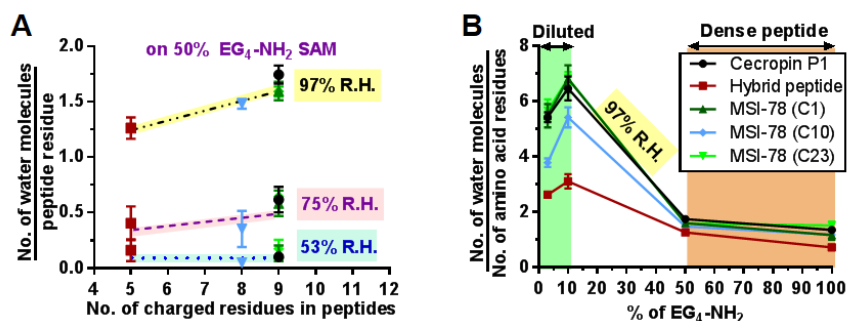 A
on 50% EG₄-NH₂ SAM
No. of water molecules
peptide residue
2.0
1.5
1.0
0.5
0.0
97% R.H.
75% R.H.
53% R.H.
4 5 6 7 8 9 10 11 12
No. of charged residues in peptides
B
Diluted
Dense peptide
No. of water molecules
No. of amino acid residues
8
6
4
2
0
97% R.H.
Cecropin P1
Hybrid peptide
MSI-78 (C1)
MSI-78 (C10)
MSI-78 (C23)
0 10 20 30 40 50 60 70 80 90 100
% of EG₄-NH₂